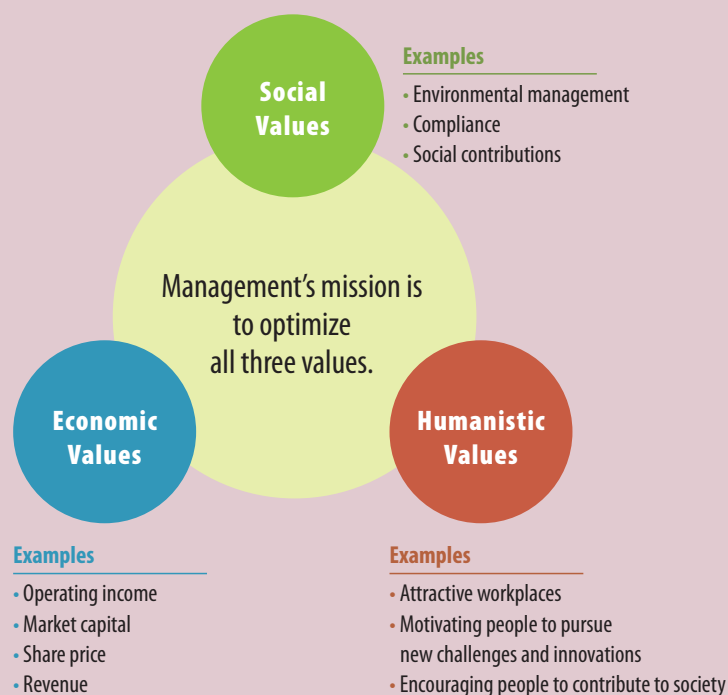 Social
Values
Examples
• Environmental management
• Compliance
• Social contributions
Management’s mission is
to optimize
all three values.
Economic
Values
Humanistic
Values
Examples
• Operating income
• Market capital
• Share price
• Revenue
Examples
• Attractive workplaces
• Motivating people to pursue
new challenges and innovations
• Encouraging people to contribute to society